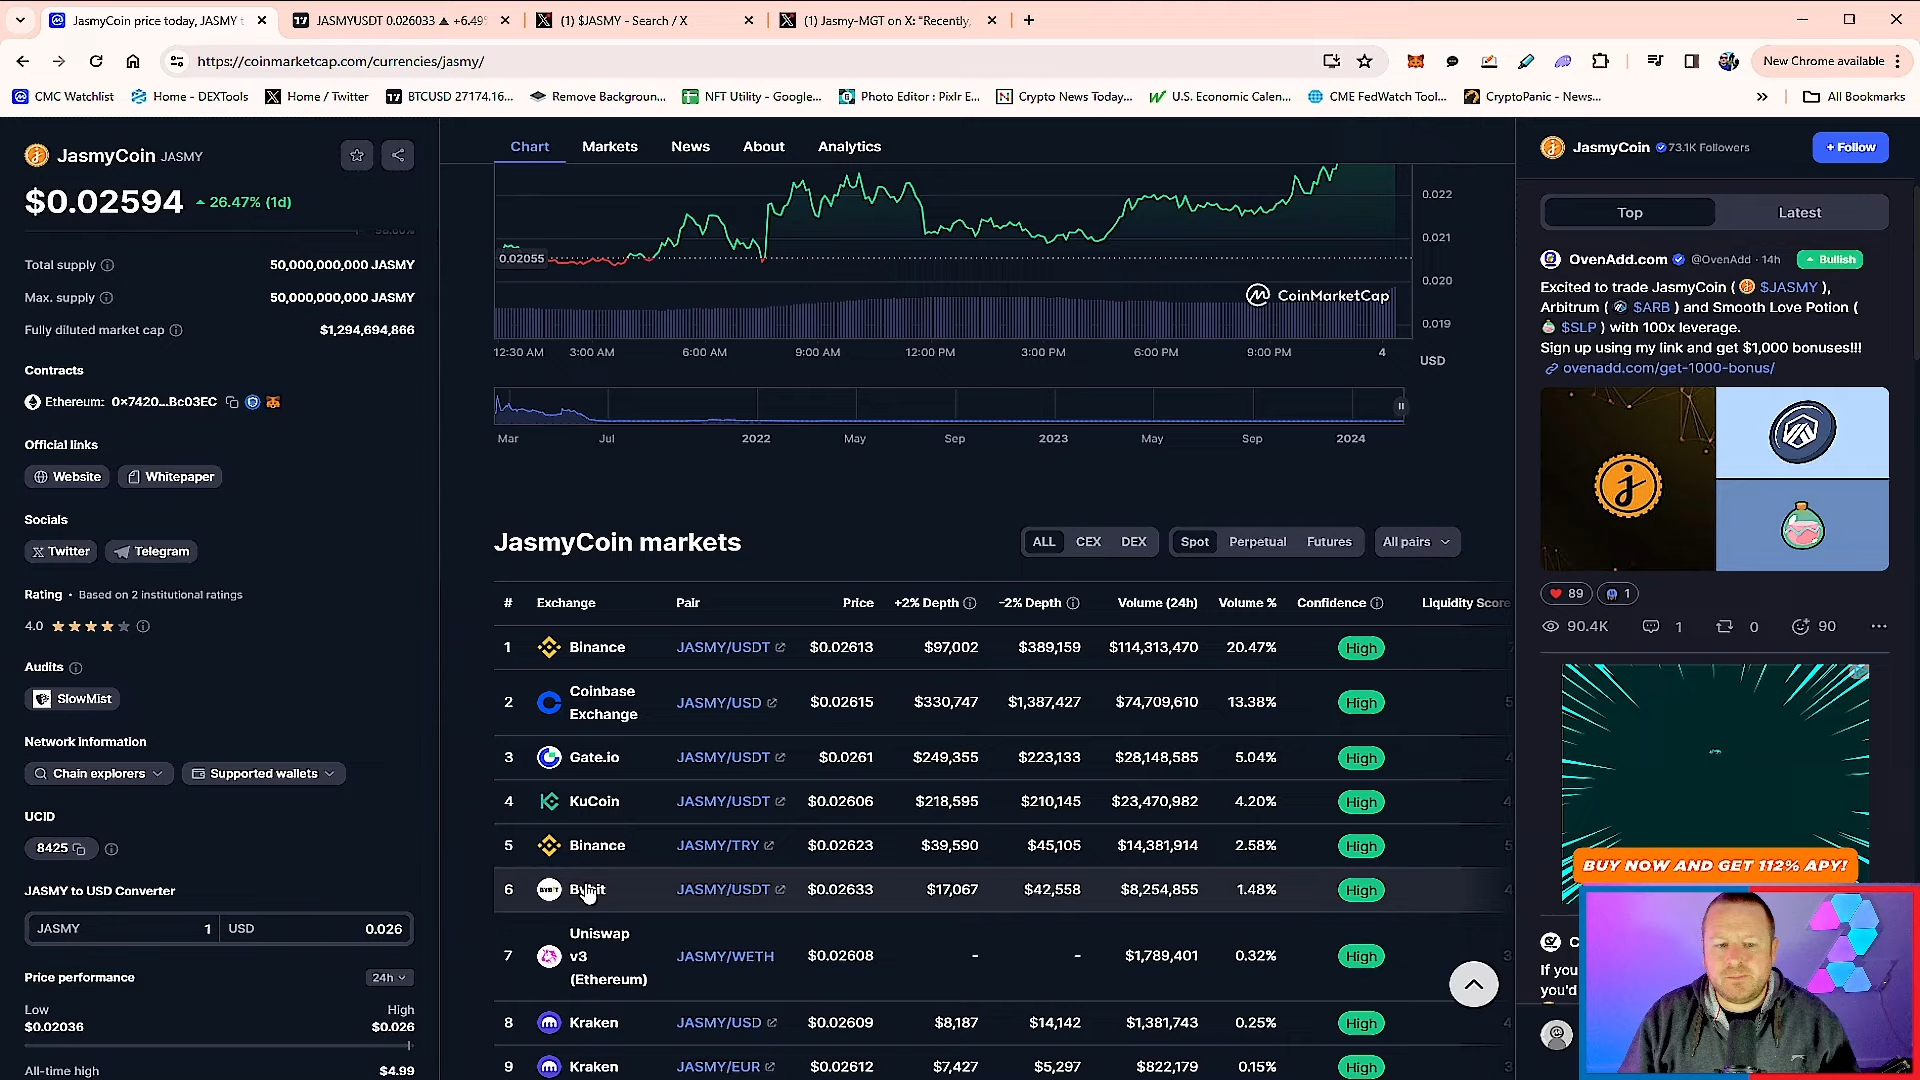 JasmyCoin price today, JASMY t
JASMYUSDT 0.026033 ▲ +6.49%
(1) $JASMY - Search / X
(1) Jasmy-MGT on X: "Recently,
https://coinmarketcap.com/currencies/jasmy/
New Chrome available
CMC Watchlist
Home - DEXTools
Home / Twitter
BTCUSD 27174.16...
Remove Backgroun...
NFT Utility - Google...
Photo Editor : Pixlr E...
Crypto News Today...
U.S. Economic Calen...
CME FedWatch Tool...
CryptoPanic - News...
All Bookmarks
JasmyCoin JASMY
$0.02594 26.47% (1d)
Total supply 50,000,000,000 JASMY
Max. supply 50,000,000,000 JASMY
Fully diluted market cap $1,294,694,866
Contracts
Ethereum: 0x7420...Bc03EC
Official links
Website Whitepaper
Socials
Twitter Telegram
Rating • Based on 2 institutional ratings
4.0
Audits
SlowMist
Network information
Chain explorers Supported wallets
UCID
8425
JASMY to USD Converter
JASMY 1 USD 0.026
Price performance 24h
Low High
$0.02036 $0.026
All-time high $4.99
Chart Markets News About Analytics
0.022
0.021
0.02055
0.020
CoinMarketCap
0.019
12:30 AM 3:00 AM 6:00 AM 9:00 AM 12:00 PM 3:00 PM 6:00 PM 9:00 PM 4
USD
Mar Jul 2022 May Sep 2023 May Sep 2024
JasmyCoin markets
ALL CEX DEX Spot Perpetual Futures All pairs
# Exchange Pair Price +2% Depth -2% Depth Volume (24h) Volume % Confidence Liquidity Score
1 Binance JASMY/USDT $0.02613 $97,002 $389,159 $114,313,470 20.47% High
2 Coinbase Exchange JASMY/USD $0.02615 $330,747 $1,387,427 $74,709,610 13.38% High
3 Gate.io JASMY/USDT $0.0261 $249,355 $223,133 $28,148,585 5.04% High
4 KuCoin JASMY/USDT $0.02606 $218,595 $210,145 $23,470,982 4.20% High
5 Binance JASMY/TRY $0.02623 $39,590 $45,105 $14,381,914 2.58% High
6 Bybit JASMY/USDT $0.02633 $17,067 $42,558 $8,254,855 1.48% High
7 Uniswap v3 (Ethereum) JASMY/WETH $0.02608 - - $1,789,401 0.32% High
8 Kraken JASMY/USD $0.02609 $8,187 $14,142 $1,381,743 0.25% High
9 Kraken JASMY/EUR $0.02612 $7,427 $5,297 $822,179 0.15% High
JasmyCoin 73.1K Followers
+ Follow
Top Latest
OvenAdd.com @OvenAdd · 14h Bullish
Excited to trade JasmyCoin ( $JASMY ),
Arbitrum ( $ARB ) and Smooth Love Potion (
$SLP ) with 100x leverage.
Sign up using my link and get $1,000 bonuses!!!
ovenadd.com/get-1000-bonus/
89 1
90.4K 1 0 90
BUY NOW AND GET 112% APY!
C
If you
you'd